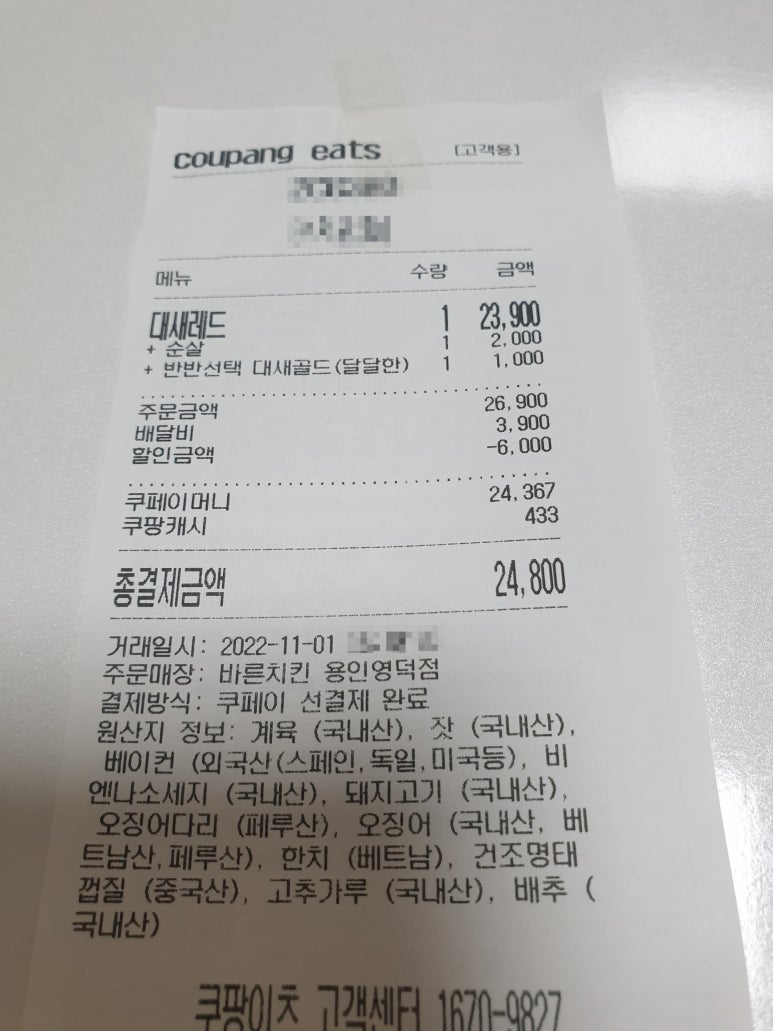 coupang eats [고객용]
메뉴 수량 금액
대새레드 1 23,900
+ 순살 1 2,000
+ 반반선택 대새골드(달달한) 1 1,000
주문금액 26,900
배달비 3,900
할인금액 -6,000
쿠페이머니 24,367
쿠팡캐시 433
총결제금액 24,800
거래일시: 2022-11-01
주문매장: 바른치킨 용인영덕점
결제방식: 쿠페이 선결제 완료
원산지 정보: 계육 (국내산), 잣 (국내산),
베이컨 (외국산(스페인,독일,미국등), 비
엔나소세지 (국내산), 돼지고기 (국내산),
오징어다리 (페루산), 오징어 (국내산, 베
트남산,페루산), 한치 (베트남), 건조명태
껍질 (중국산), 고추가루 (국내산), 배추 (
국내산)
쿠팡이츠 고객센터 1670-9827